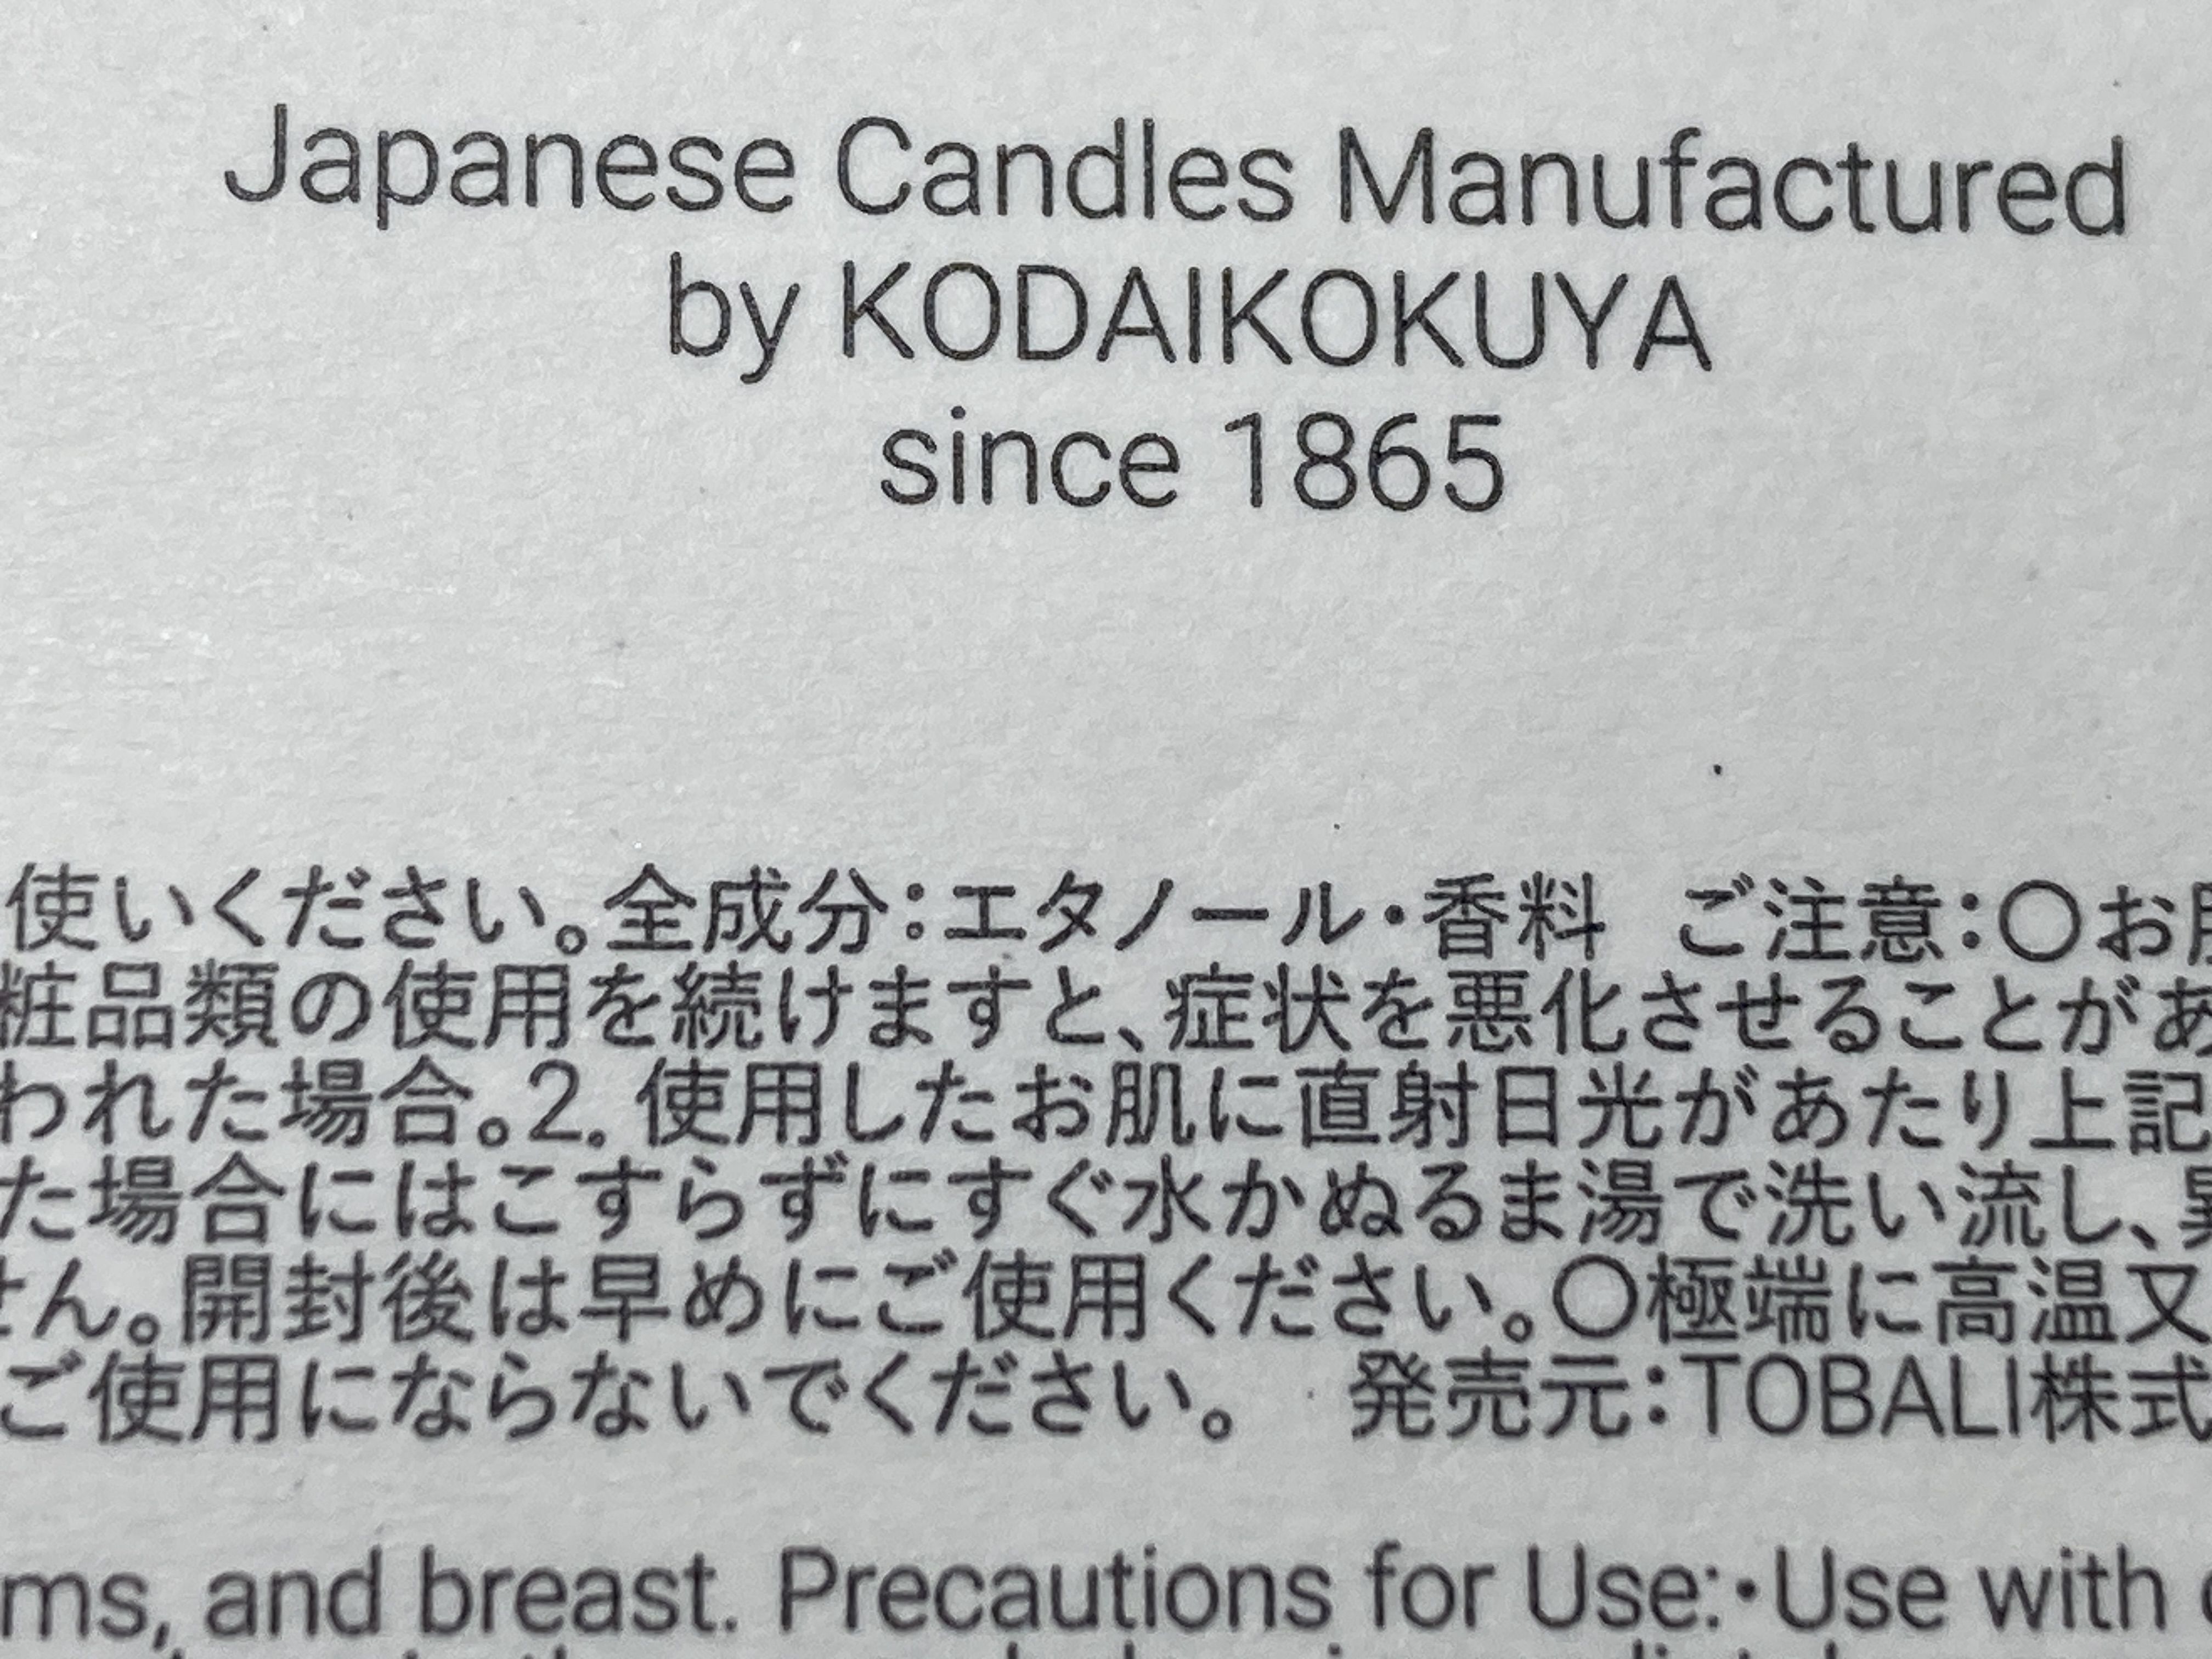 Japanese Candles Manufactured
by KODAIKOKUYA
since 1865
使いください。全成分：エタノール・香料　ご注意：〇お
粧品類の使用を続けますと、症状を悪化させることがあ
われた場合。2. 使用したお肌に直射日光があたり上記
た場合にはこすらずにすぐ水かぬるま湯で洗い流し、
せん。開封後は早めにご使用ください。〇極端に高温又
ご使用にならないでください。　発売元：TOBALI株式
ms, and breast. Precautions for Use:・Use with